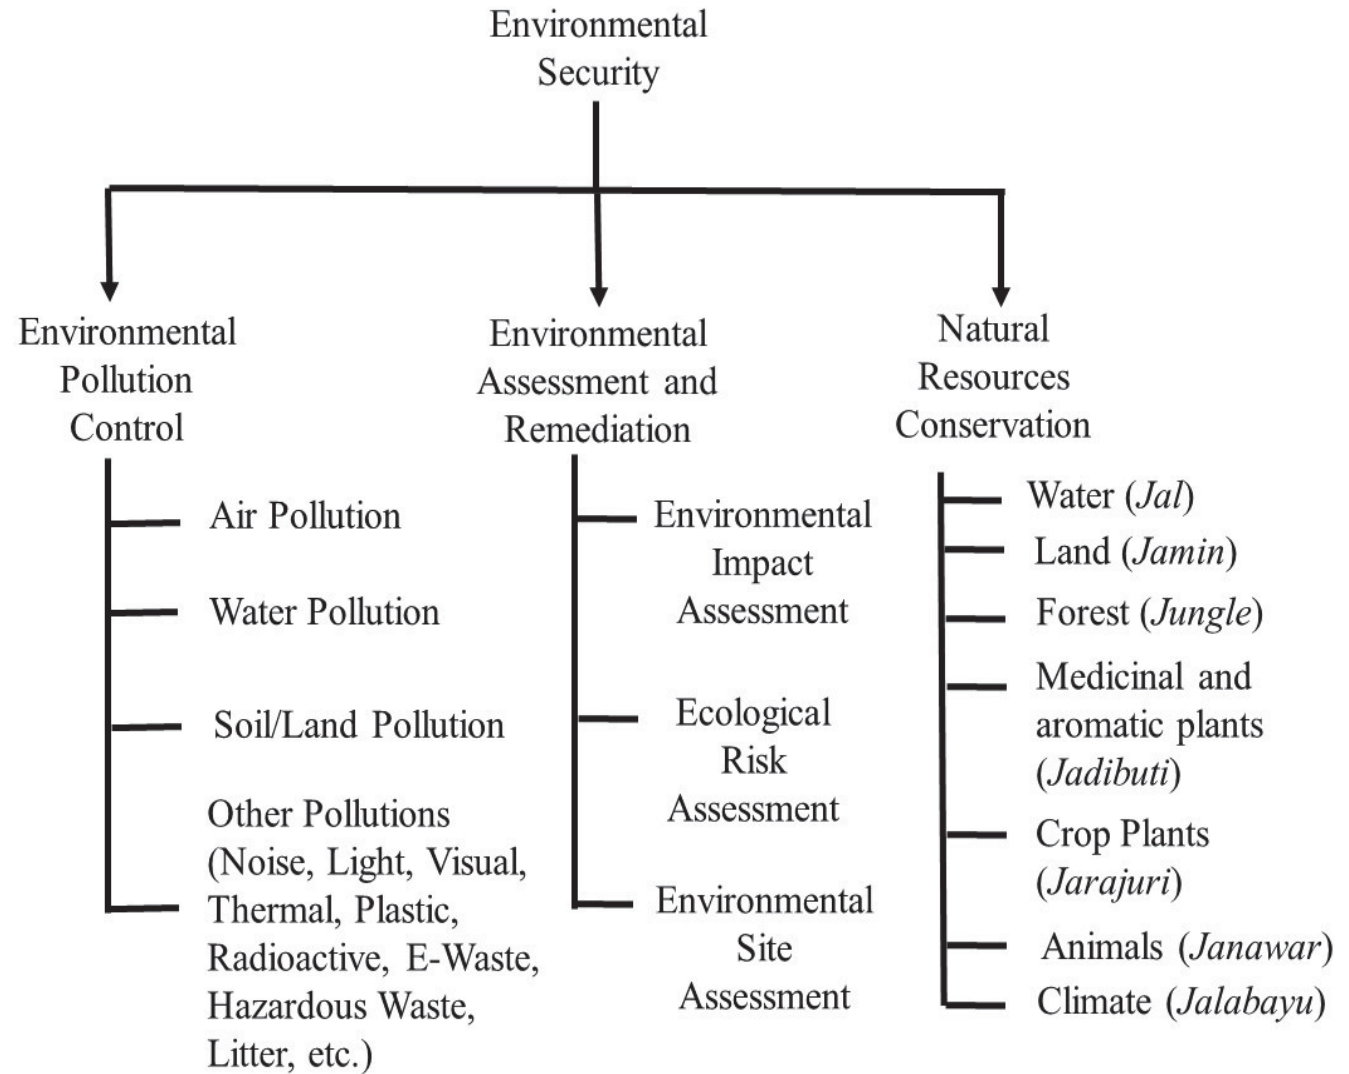 Environmental
Security
Environmental
Pollution
Control
Air Pollution
Water Pollution
Soil/Land Pollution
Other Pollutions
(Noise, Light, Visual,
Thermal, Plastic,
Radioactive, E-Waste,
Hazardous Waste,
Litter, etc.)
Environmental
Assessment and
Remediation
Environmental
Impact
Assessment
Ecological
Risk
Assessment
Environmental
Site
Assessment
Natural
Resources
Conservation
Water (Jal)
Land (Jamin)
Forest (Jungle)
Medicinal and
aromatic plants
(Jadibuti)
Crop Plants
(Jarajuri)
Animals (Janawar)
Climate (Jalabayu)